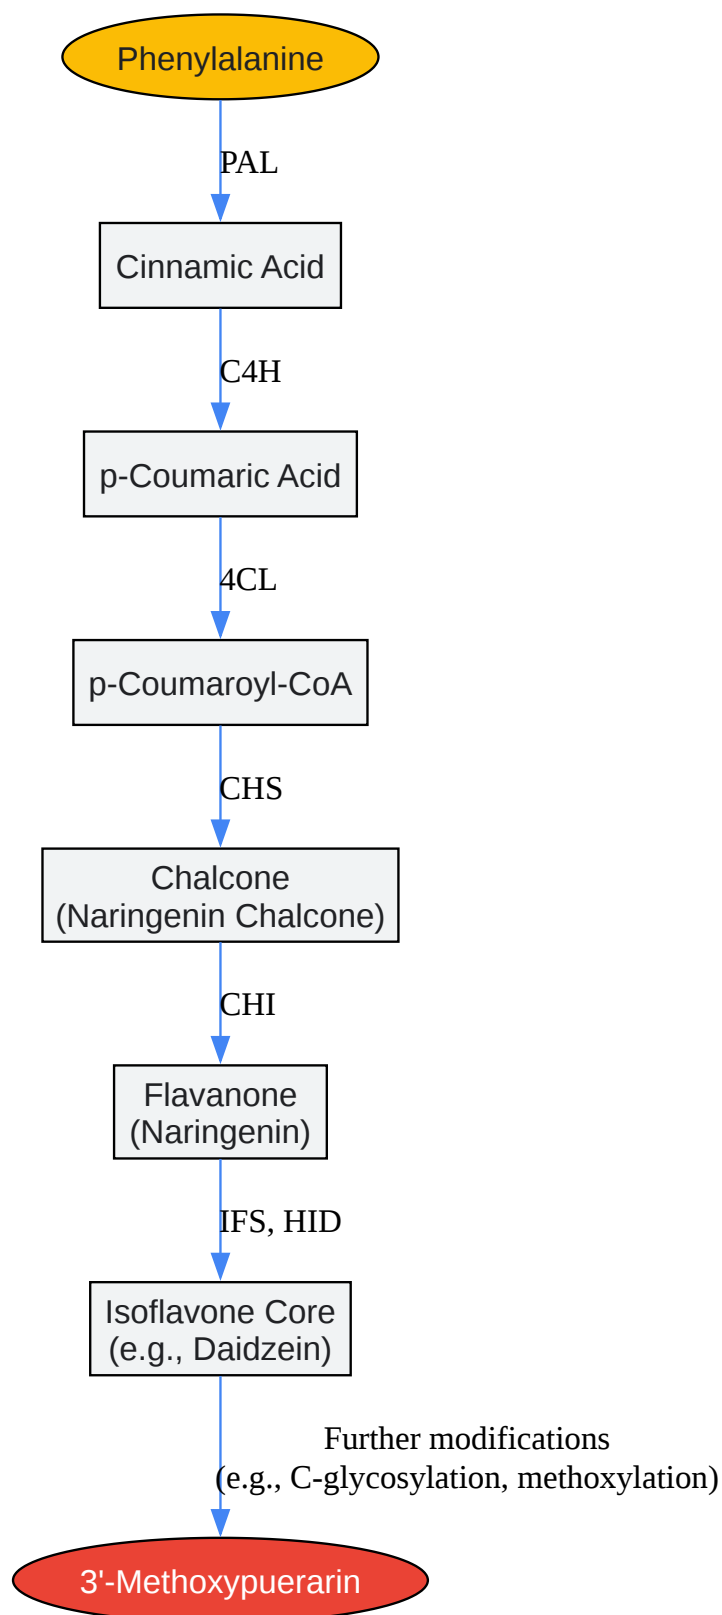 Phenylalanine
PAL
Cinnamic Acid
C4H
p-Coumaric Acid
4CL
p-Coumaroyl-CoA
CHS
Chalcone
(Naringenin Chalcone)
CHI
Flavanone
(Naringenin)
IFS, HID
Isoflavone Core
(e.g., Daidzein)
Further modifications
(e.g., C-glycosylation, methoxylation)
3'-Methoxypuerarin